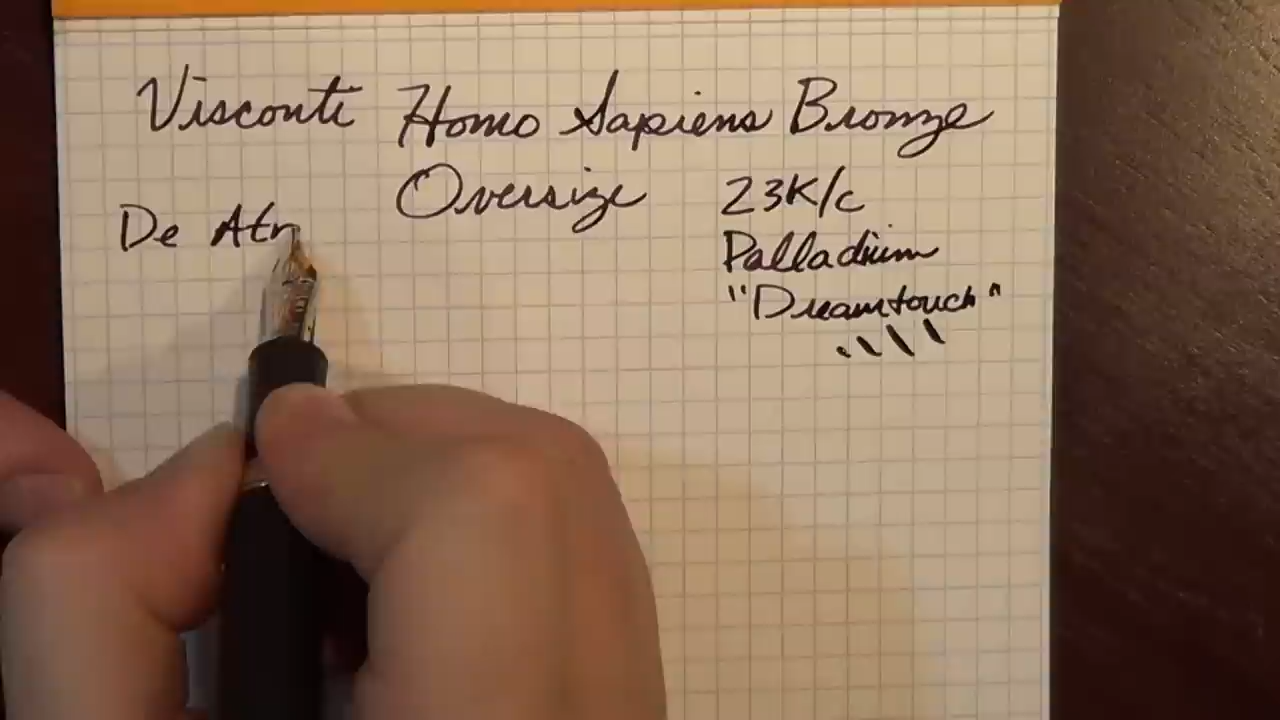 Visconti Homo Sapiens Bronze
Oversize 23K/c
De Atr
Palladium
"Dreamtouch"